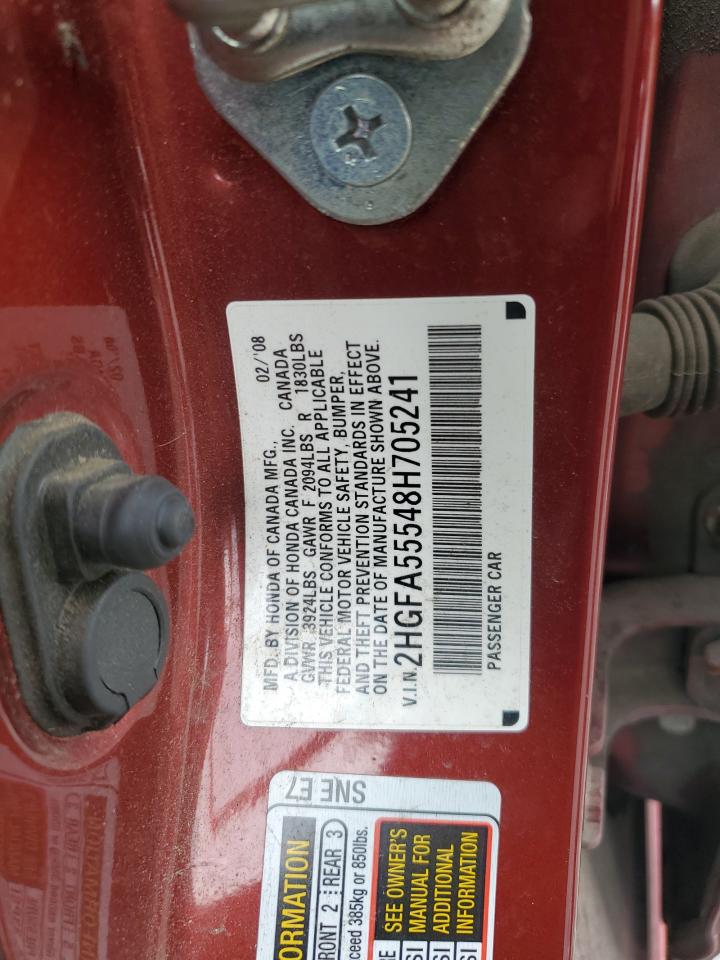 MFD. BY HONDA OF CANADA MFG., 02/'08
A DIVISION OF HONDA CANADA INC. CANADA
GVWR 3924LBS GAWR F 2094LBS R 1830LBS
THIS VEHICLE CONFORMS TO ALL APPLICABLE
FEDERAL MOTOR VEHICLE SAFETY, BUMPER,
AND THEFT PREVENTION STANDARDS IN EFFECT
ON THE DATE OF MANUFACTURE SHOWN ABOVE.
V.I.N. 2HGFA55548H705241
PASSENGER CAR
SNE E7
ORMATION
RONT 2 REAR 3
ceed 385kg or 850lbs.
SEE OWNER'S
MANUAL FOR
ADDITIONAL
INFORMATION